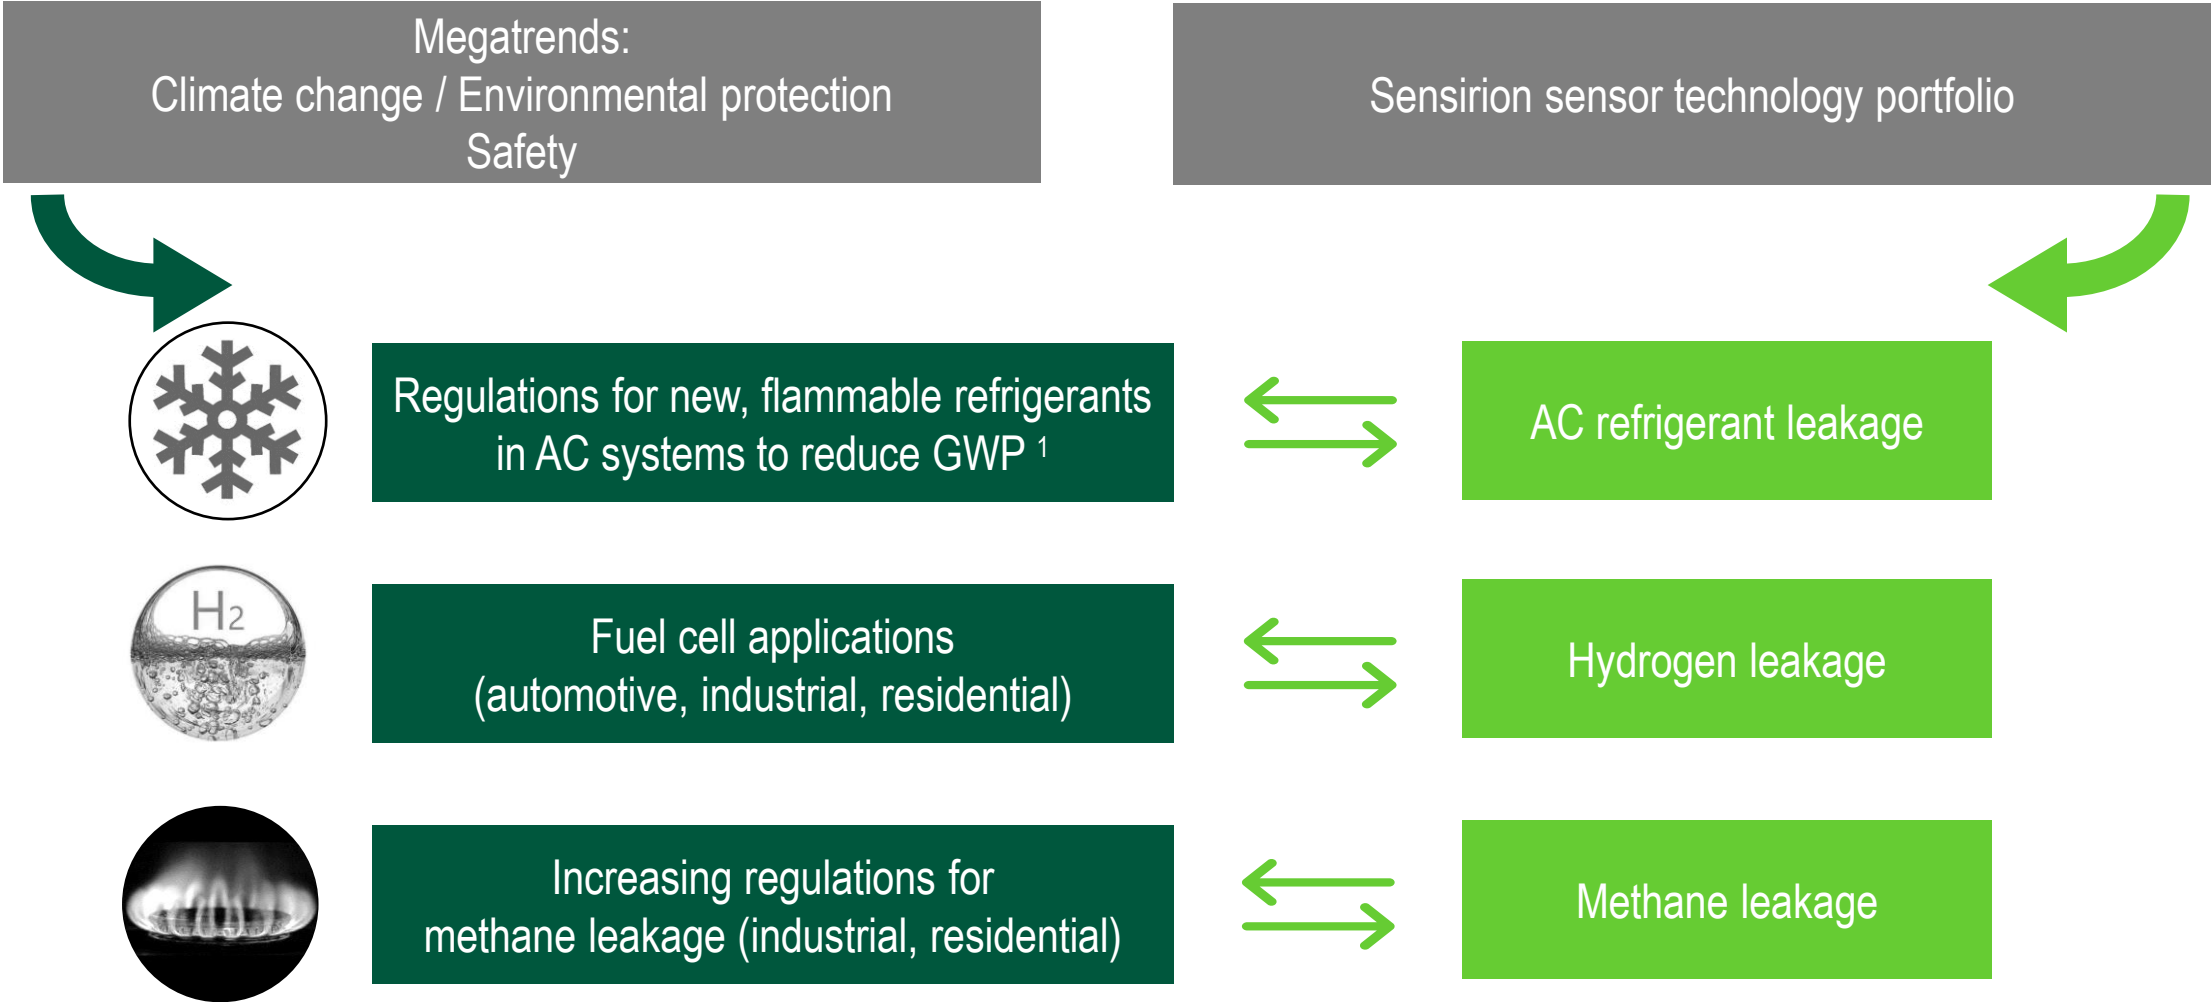 Megatrends:
Climate change / Environmental protection
Safety
Sensirion sensor technology portfolio
Regulations for new, flammable refrigerants
in AC systems to reduce GWP 1
AC refrigerant leakage
H2
Fuel cell applications
(automotive, industrial, residential)
Hydrogen leakage
Increasing regulations for
methane leakage (industrial, residential)
Methane leakage